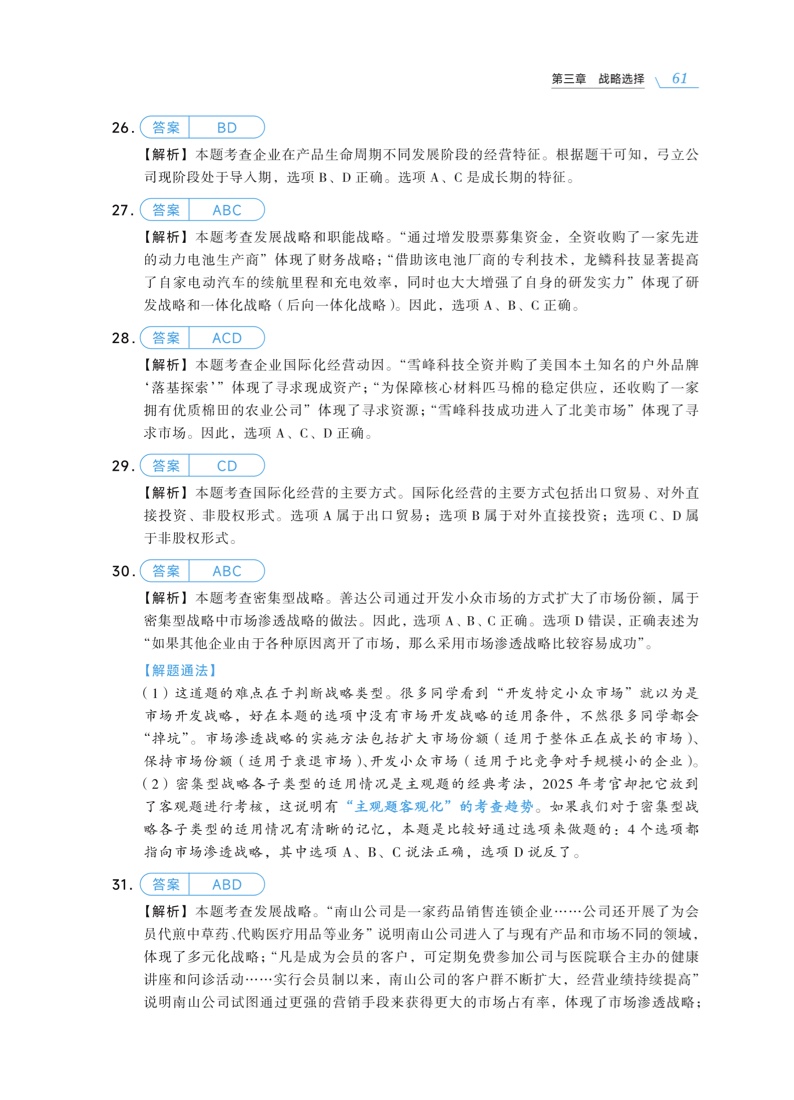 第三章 战略选择 61
26. 答案 BD
【解析】本题考查企业在产品生命周期不同发展阶段的经营特征。根据题干可知，弓立公
司现阶段处于导入期，选项 B、D 正确。选项 A、C 是成长期的特征。
27. 答案 ABC
【解析】本题考查发展战略和职能战略。“通过增发股票募集资金，全资收购了一家先进
的动力电池生产商”体现了财务战略；“借助该电池厂商的专利技术，龙鳞科技显著提高
了自家电动汽车的续航里程和充电效率，同时也大大增强了自身的研发实力”体现了研
发战略和一体化战略（后向一体化战略）。因此，选项 A、B、C 正确。
28. 答案 ACD
【解析】本题考查企业国际化经营动因。“雪峰科技全资并购了美国本土知名的户外品牌
‘落基探索’”体现了寻求现成资产；“为保障核心材料匹马棉的稳定供应，还收购了一家
拥有优质棉田的农业公司”体现了寻求资源；“雪峰科技成功进入了北美市场”体现了寻
求市场。因此，选项 A、C、D 正确。
29. 答案 CD
【解析】本题考查国际化经营的主要方式。国际化经营的主要方式包括出口贸易、对外直
接投资、非股权形式。选项 A 属于出口贸易；选项 B 属于对外直接投资；选项 C、D 属
于非股权形式。
30. 答案 ABC
【解析】本题考查密集型战略。善达公司通过开发小众市场的方式扩大了市场份额，属于
密集型战略中市场渗透战略的做法。因此，选项 A、B、C 正确。选项 D 错误，正确表述为
“如果其他企业由于各种原因离开了市场，那么采用市场渗透战略比较容易成功”。
【解题通法】
（1）这道题的难点在于判断战略类型。很多同学看到“开发特定小众市场”就以为是
市场开发战略，好在本题的选项中没有市场开发战略的适用条件，不然很多同学都会
“掉坑”。市场渗透战略的实施方法包括扩大市场份额（适用于整体正在成长的市场）、
保持市场份额（适用于衰退市场）、开发小众市场（适用于比竞争对手规模小的企业）。
（2）密集型战略各子类型的适用情况是主观题的经典考法，2025 年考官却把它放到
了客观题进行考核，这说明有“主观题客观化”的考查趋势。如果我们对于密集型战
略各子类型的适用情况有清晰的记忆，本题是比较好通过选项来做题的：4 个选项都
指向市场渗透战略，其中选项 A、B、C 说法正确，选项 D 说反了。
31. 答案 ABD
【解析】本题考查发展战略。“南山公司是一家药品销售连锁企业……公司还开展了为会
员代煎中草药、代购医疗用品等业务”说明南山公司进入了与现有产品和市场不同的领域，
体现了多元化战略；“凡是成为会员的客户，可定期免费参加公司与医院联合主办的健康
讲座和问诊活动……实行会员制以来，南山公司的客户群不断扩大，经营业绩持续提高”
说明南山公司试图通过更强的营销手段来获得更大的市场占有率，体现了市场渗透战略；